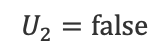 U₂ = false